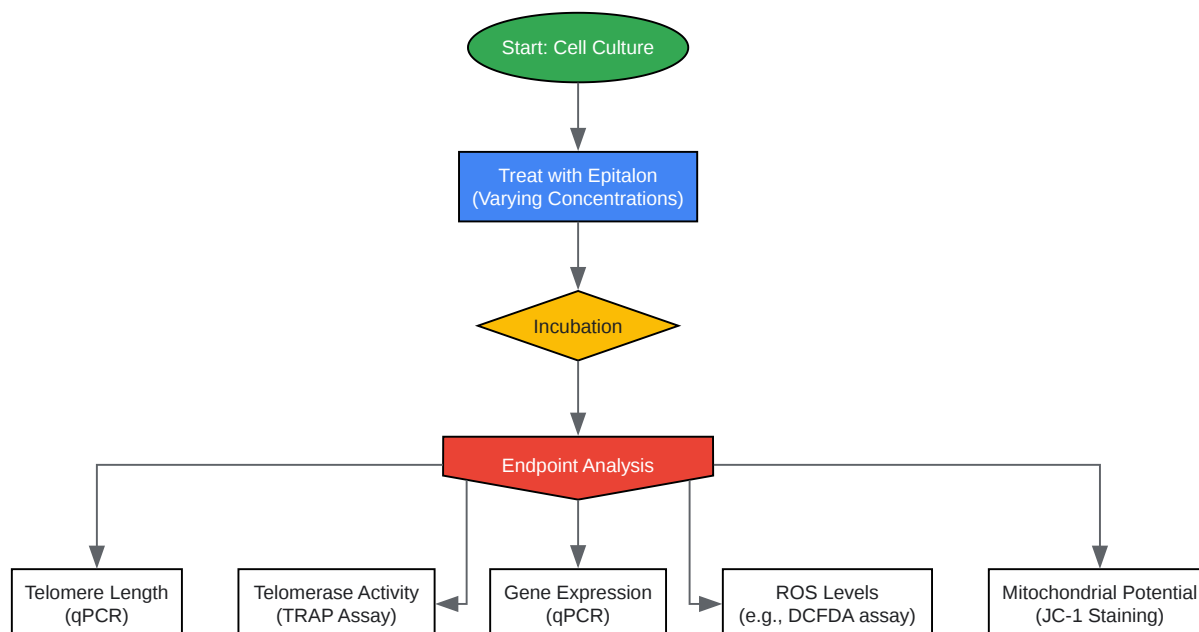 Start: Cell Culture
Treat with Epitalon
(Varying Concentrations)
Incubation
Endpoint Analysis
Telomere Length
(qPCR)
Telomerase Activity
(TRAP Assay)
Gene Expression
(qPCR)
ROS Levels
(e.g., DCFDA assay)
Mitochondrial Potential
(JC-1 Staining)